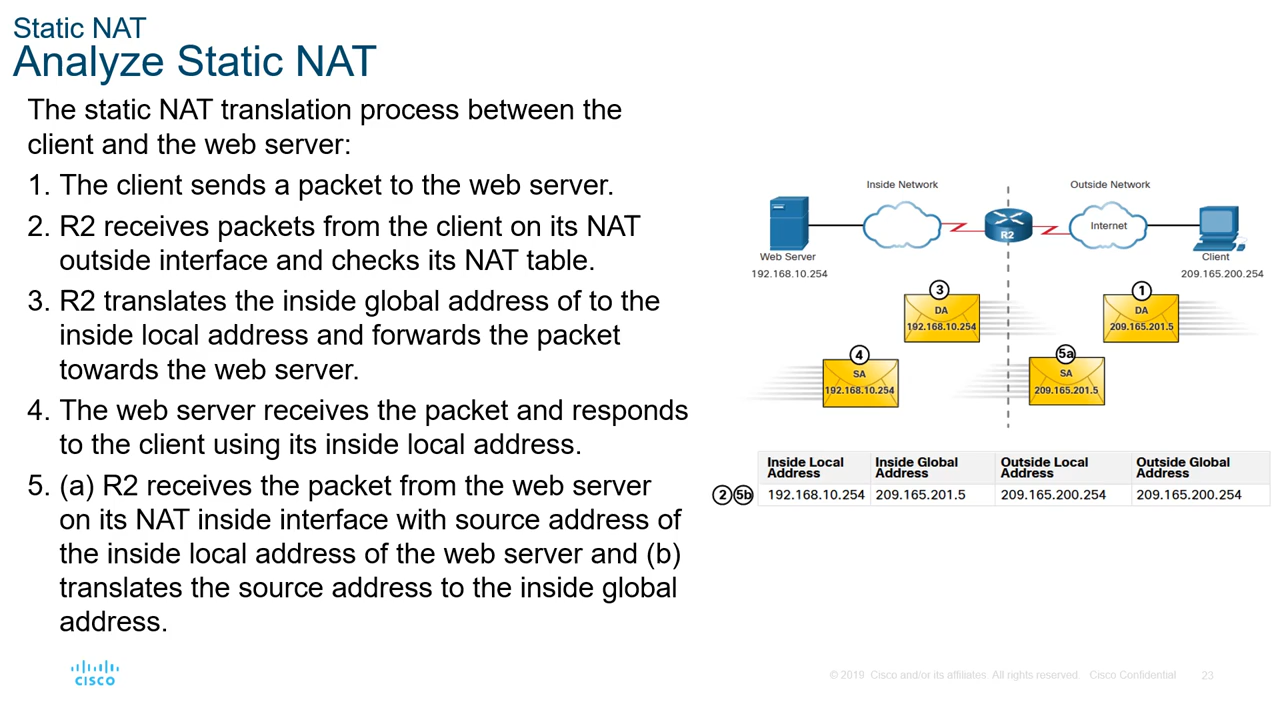 Static NAT
Analyze Static NAT
The static NAT translation process between the
client and the web server:
1. The client sends a packet to the web server.
2. R2 receives packets from the client on its NAT
outside interface and checks its NAT table.
3. R2 translates the inside global address of to the
inside local address and forwards the packet
towards the web server.
4. The web server receives the packet and responds
to the client using its inside local address.
5. (a) R2 receives the packet from the web server
on its NAT inside interface with source address of
the inside local address of the web server and (b)
translates the source address to the inside global
address.
Inside Network
Outside Network
R2
Internet
Web Server
192.168.10.254
Client
209.165.200.254
3
DA
192.168.10.254
1
DA
209.165.201.5
4
SA
192.168.10.254
5a
SA
209.165.201.5
Inside Local Address
Inside Global Address
Outside Local Address
Outside Global Address
2 5b 192.168.10.254 209.165.201.5 209.165.200.254 209.165.200.254
CISCO
© 2019 Cisco and/or its affiliates. All rights reserved. Cisco Confidential 23